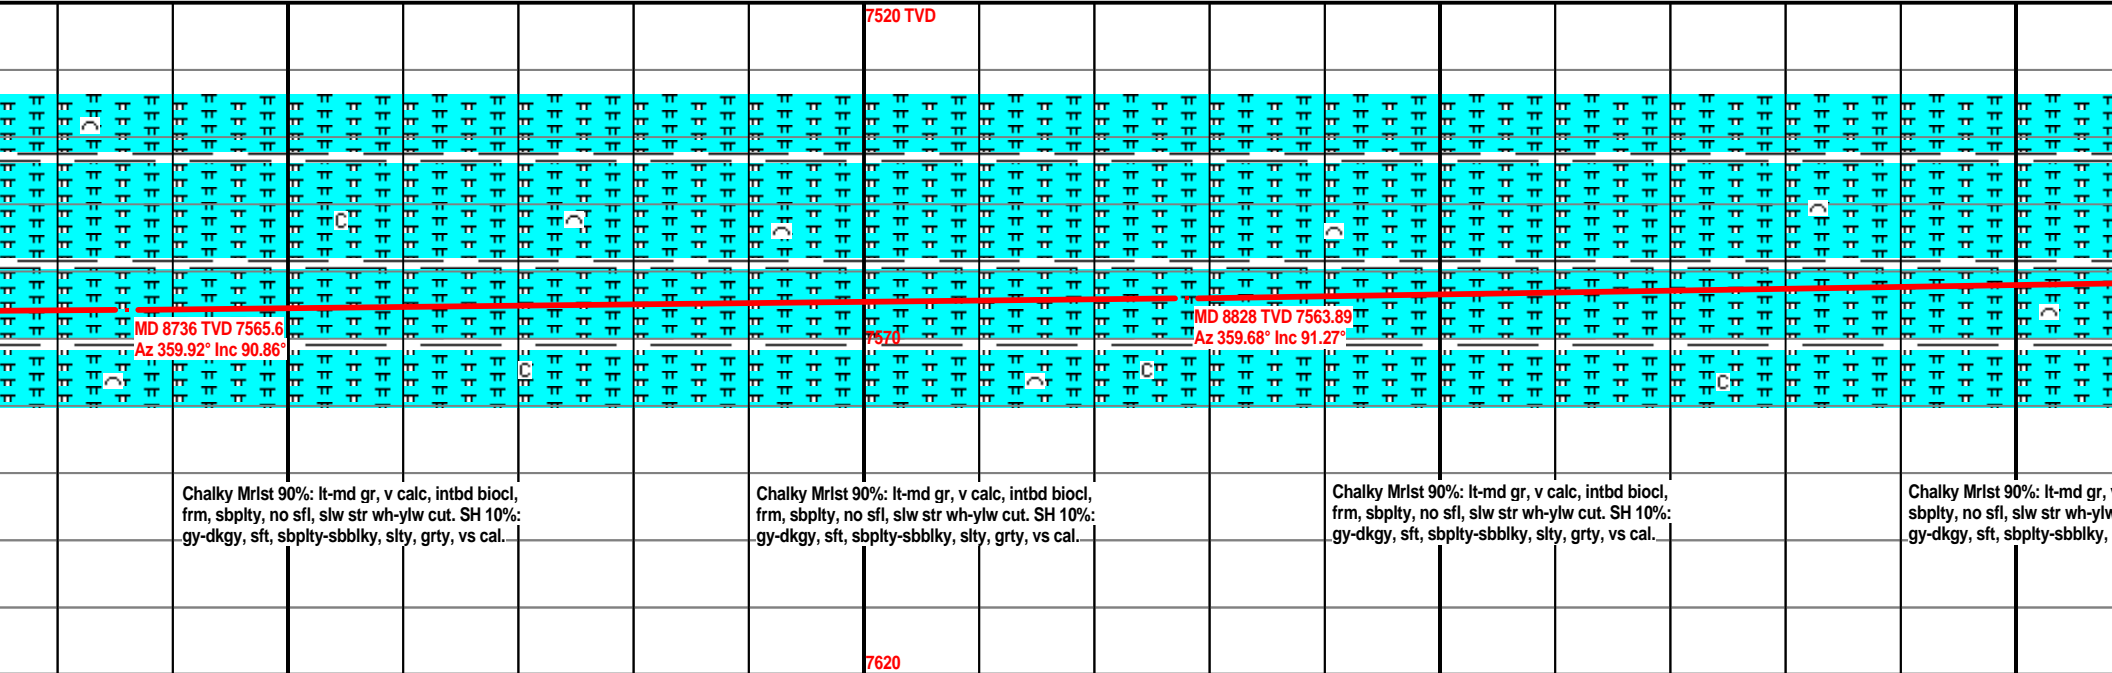 7520 TVD
C
MD 8736 TVD 7565.6
Az 359.92° Inc 90.86°
MD 8828 TVD 7563.89
Az 359.68° Inc 91.27°
7570
C
C
C
Chalky Mrlst 90%: lt-md gr, v calc, intbd biocl,
frm, sbplty, no sfl, slw str wh-ylw cut. SH 10%:
gy-dkgy, sft, sbplty-sbblky, slty, grty, vs cal.
Chalky Mrlst 90%: lt-md gr, v calc, intbd biocl,
frm, sbplty, no sfl, slw str wh-ylw cut. SH 10%:
gy-dkgy, sft, sbplty-sbblky, slty, grty, vs cal.
Chalky Mrlst 90%: lt-md gr, v calc, intbd biocl,
frm, sbplty, no sfl, slw str wh-ylw cut. SH 10%:
gy-dkgy, sft, sbplty-sbblky, slty, grty, vs cal.
Chalky Mrlst 90%: lt-md gr, v
sbplty, no sfl, slw str wh-ylw
gy-dkgy, sft, sbplty-sbblky,
7620